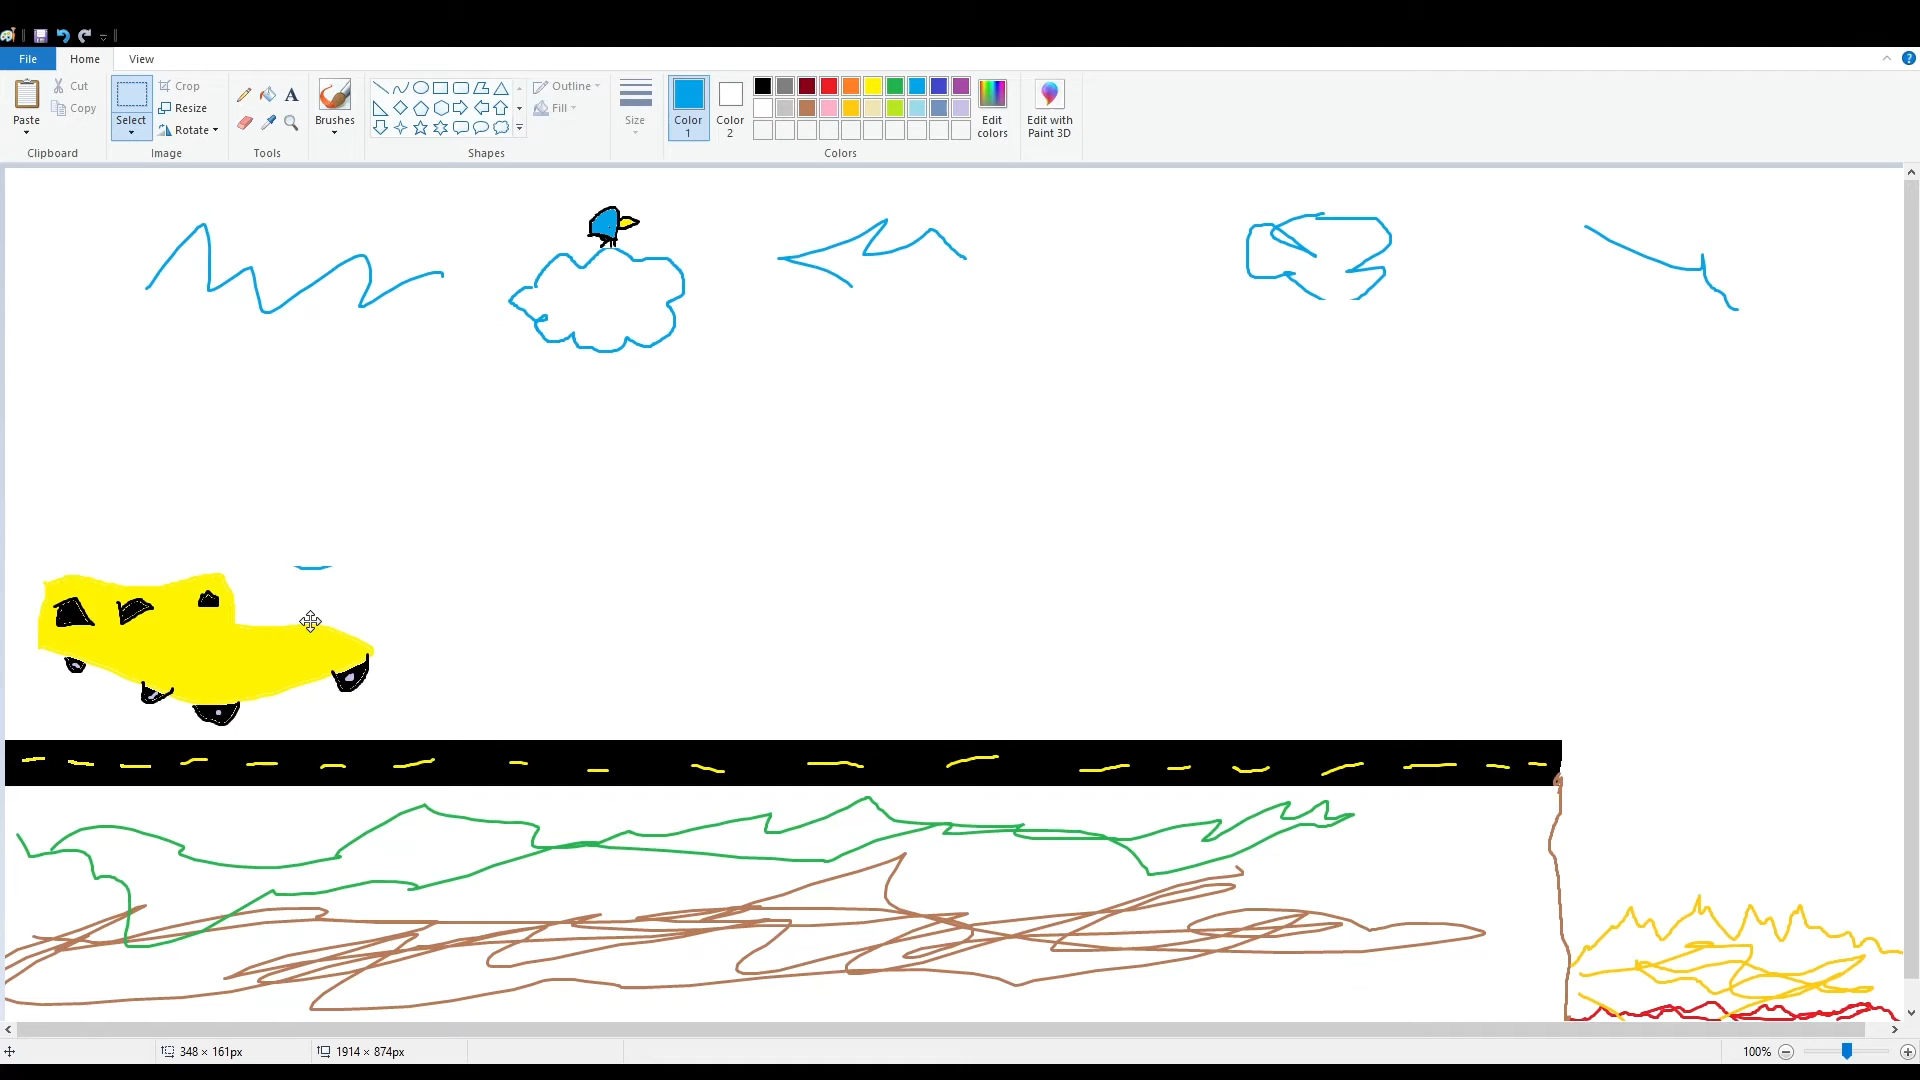 File Home View
Paste
Cut
Copy
Clipboard
Select
Crop
Resize
Rotate
Image
A
Tools
Brushes
Outline
Fill
Shapes
Size
Color
1
Color
2
Edit
colors
Colors
Edit with
Paint 3D
348 × 161px 1914 × 874px 100%